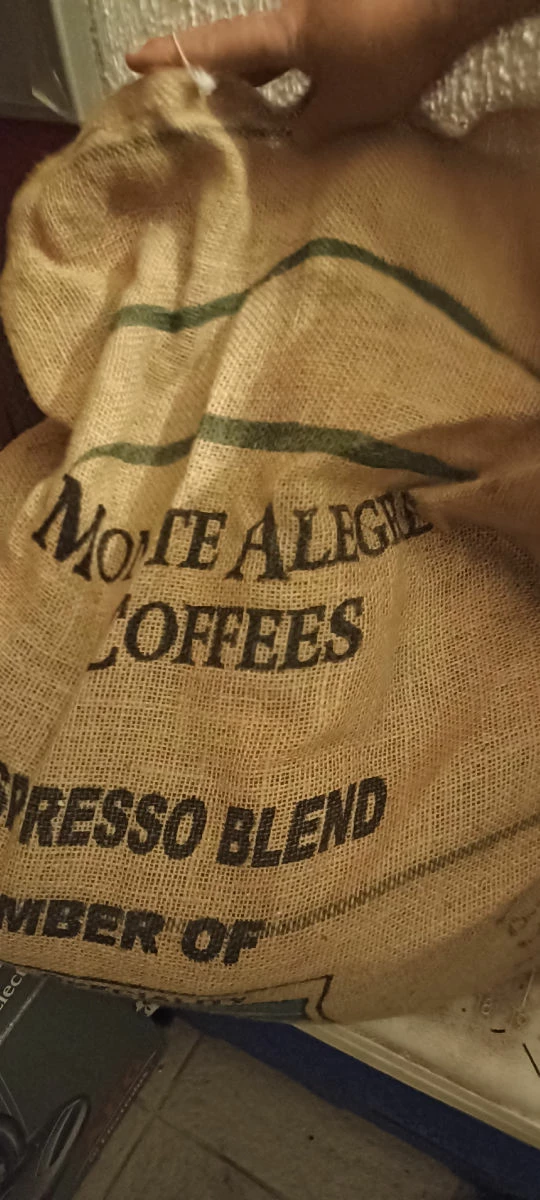 MONTE ALEGRE
COFFEES
SPRESSO BLEND
MBER OF